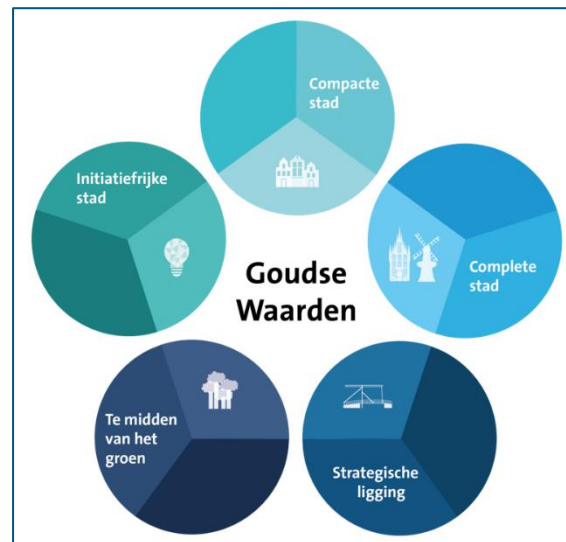 Compacte
stad
Initiatiefrijke
stad
Complete
stad
Goudse
Waarden
Te midden
van het
groen
Strategische
ligging